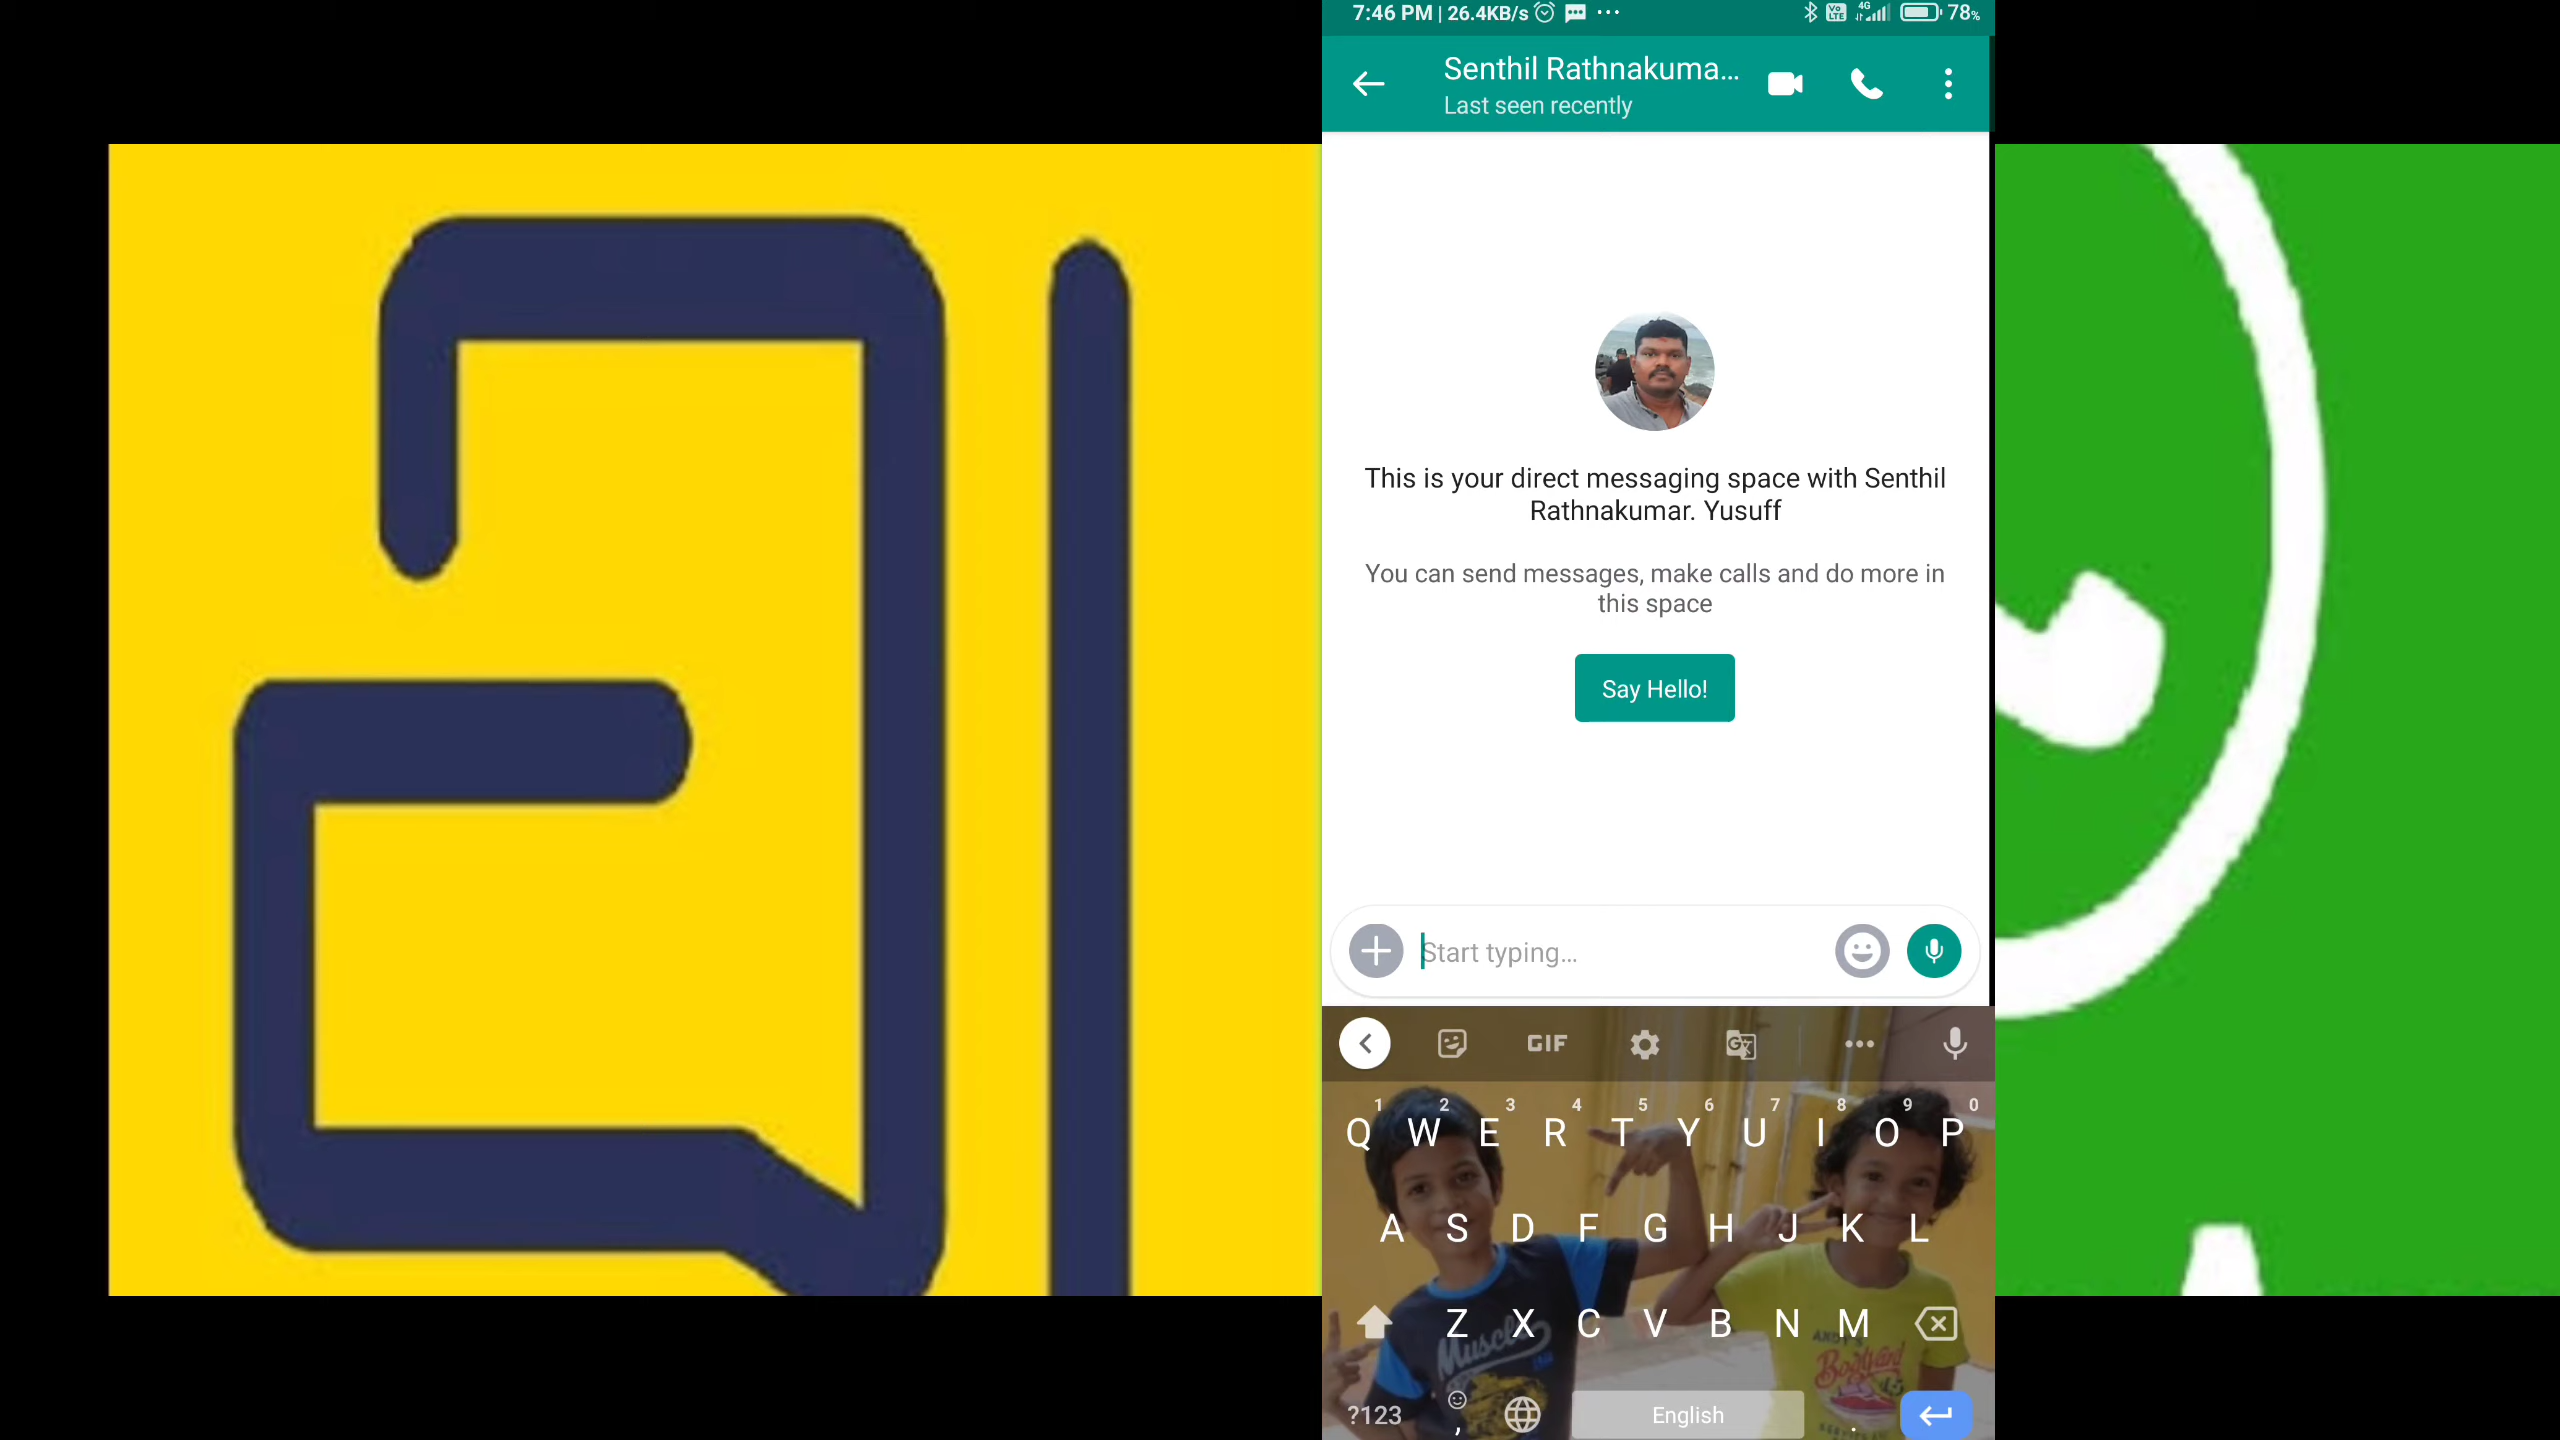 7:46 PM | 26.4KB/s
4G
VoLTE
78%
Senthil Rathnakuma...
Last seen recently
This is your direct messaging space with Senthil
Rathnakumar. Yusuff
You can send messages, make calls and do more in
this space
Say Hello!
Start typing...
GIF
1 2 3 4 5 6 7 8 9 0
Q W E R T Y U I O P
A S D F G H J K L
Z X C V B N M
?123 , English .